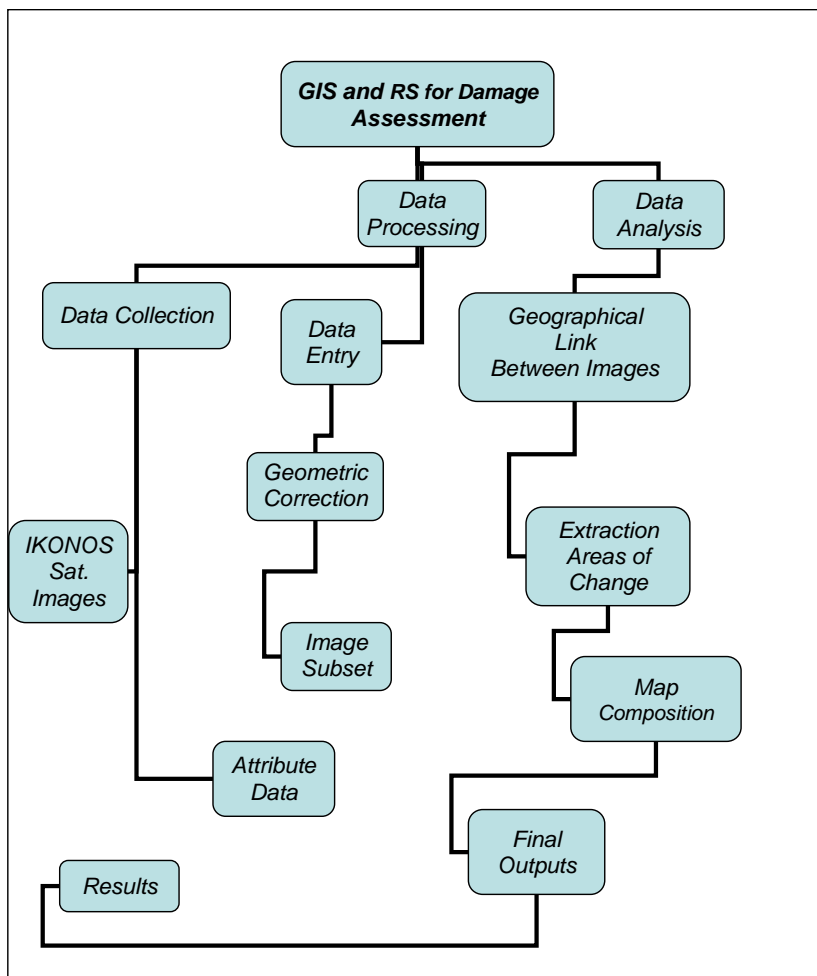 GIS and RS for Damage
Assessment
Data
Processing
Data
Analysis
Data Collection
Data
Entry
Geographical
Link
Between Images
Geometric
Correction
IKONOS
Sat.
Images
Extraction
Areas of
Change
Image
Subset
Map
Composition
Attribute
Data
Final
Outputs
Results